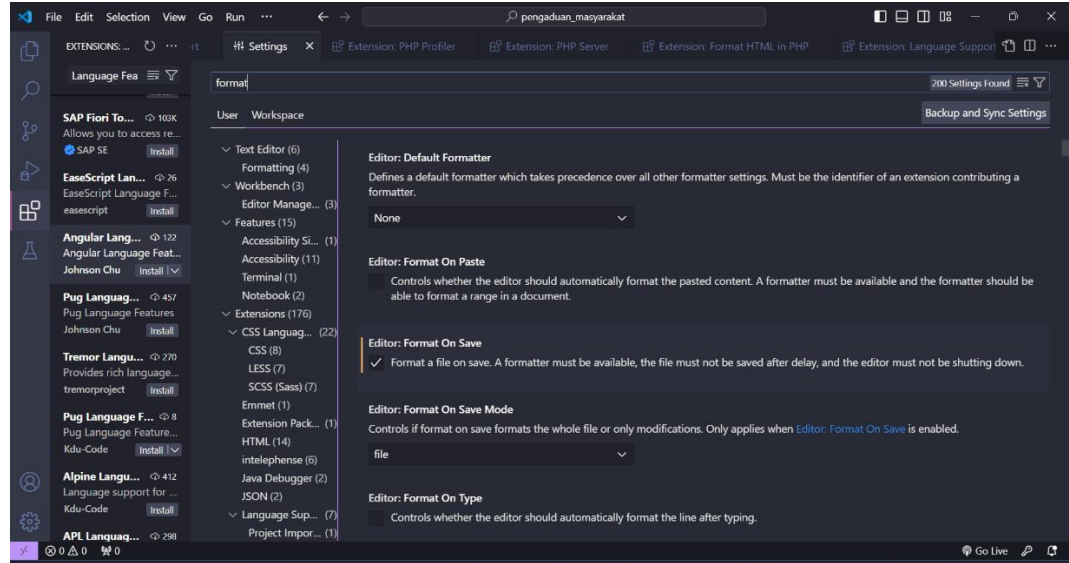 File Edit Selection View Go Run ··· pengaduan_masyarakat
EXTENSIONS: ... ··· rt Settings Extension: PHP Profiler Extension: PHP Server Extension: Format HTML in PHP Extension: Language Suppor ···
Language Fea
format
200 Settings Found
User Workspace
Backup and Sync Settings
SAP Fiori To... 103K
Allows you to access re...
SAP SE Install
EaseScript Lan... 26
EaseScript Language F...
easescript Install
Angular Lang... 122
Angular Language Feat...
Johnson Chu Install
Pug Languag... 457
Pug Language Features
Johnson Chu Install
Tremor Langu... 270
Provides rich language...
tremorproject Install
Pug Language F... 8
Pug Language Feature...
Kdu-Code Install
Alpine Langu... 412
Language support for ...
Kdu-Code Install
APL Languag... 298
Text Editor (6)
Formatting (4)
Workbench (3)
Editor Manage... (3)
Features (15)
Accessibility Si... (1)
Accessibility (11)
Terminal (1)
Notebook (2)
Extensions (176)
CSS Languag... (22)
CSS (8)
LESS (7)
SCSS (Sass) (7)
Emmet (1)
Extension Pack... (1)
HTML (14)
intelephense (6)
Java Debugger (2)
JSON (2)
Language Sup... (7)
Project Impor... (1)
Editor: Default Formatter
Defines a default formatter which takes precedence over all other formatter settings. Must be the identifier of an extension contributing a
formatter.
None
Editor: Format On Paste
Controls whether the editor should automatically format the pasted content. A formatter must be available and the formatter should be
able to format a range in a document.
Editor: Format On Save
Format a file on save. A formatter must be available, the file must not be saved after delay, and the editor must not be shutting down.
Editor: Format On Save Mode
Controls if format on save formats the whole file or only modifications. Only applies when Editor: Format On Save is enabled.
file
Editor: Format On Type
Controls whether the editor should automatically format the line after typing.
0 0 0 Go Live